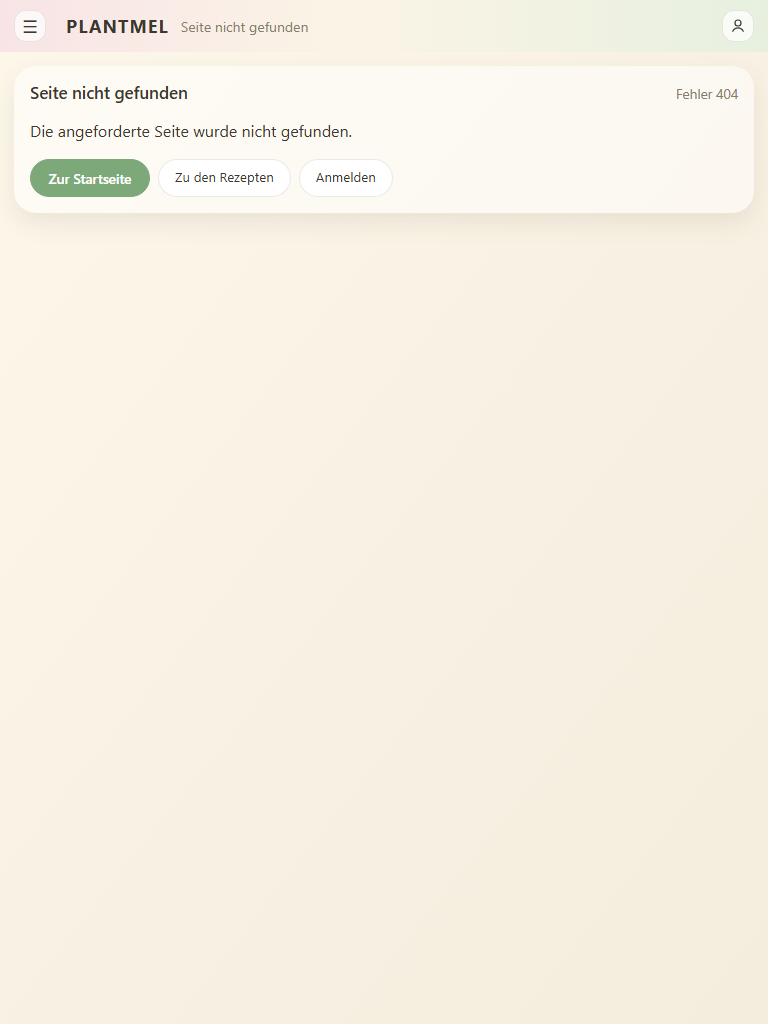 PLANTMEL Seite nicht gefunden
Seite nicht gefunden Fehler 404
Die angeforderte Seite wurde nicht gefunden.
Zur Startseite Zu den Rezepten Anmelden